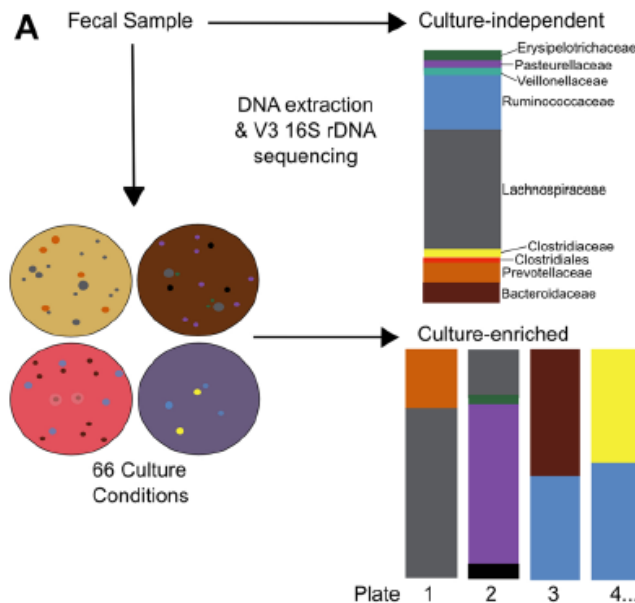 A
Fecal Sample
Culture-independent
Erysipelotrichaceae
Pasteurellaceae
Veillonellaceae
Ruminococcaceae
DNA extraction
& V3 16S rDNA
sequencing
Lachnospiraceae
Clostridiaceae
Clostridiales
Prevotellaceae
Bacteroidaceae
Culture-enriched
66 Culture
Conditions
Plate 1 2 3 4...